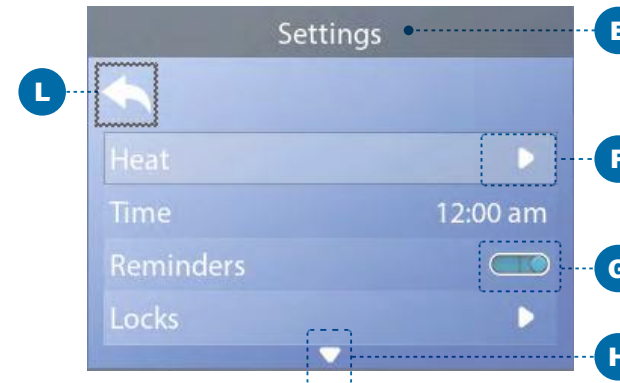 Settings E
L
Heat F
Time 12:00 am
Reminders G
Locks
H